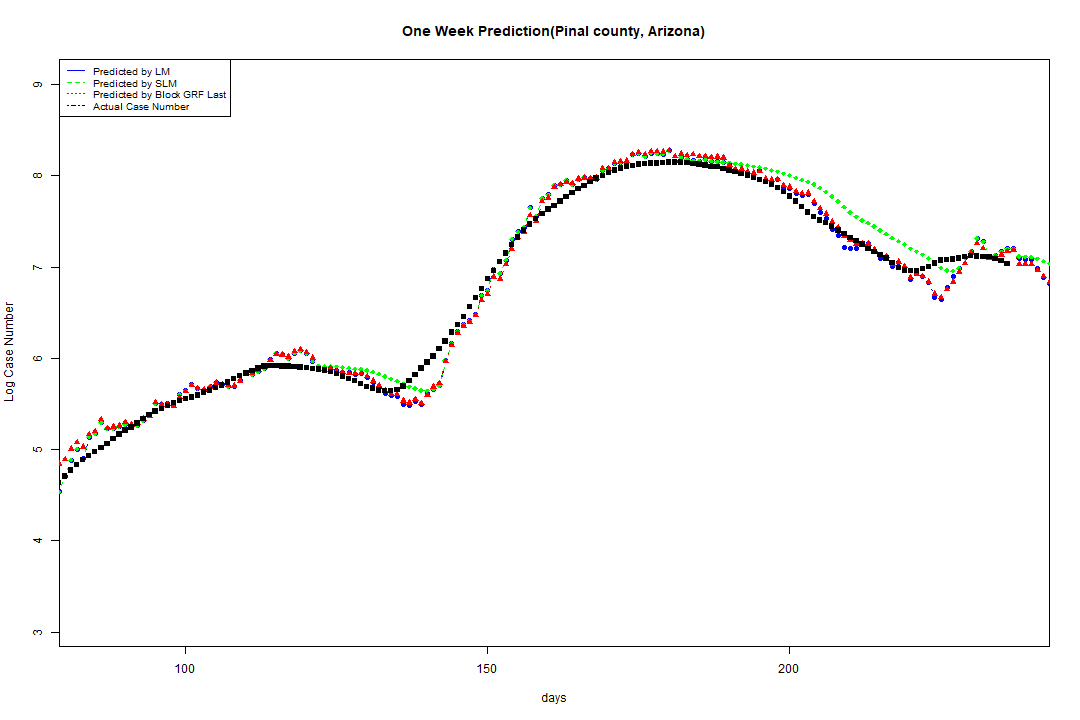 One Week Prediction(Pinal county, Arizona)
Predicted by LM
Predicted by SLM
Predicted by Block GRF Last
Actual Case Number
9
8
7
6
5
4
3
Log Case Number
100
150
200
days